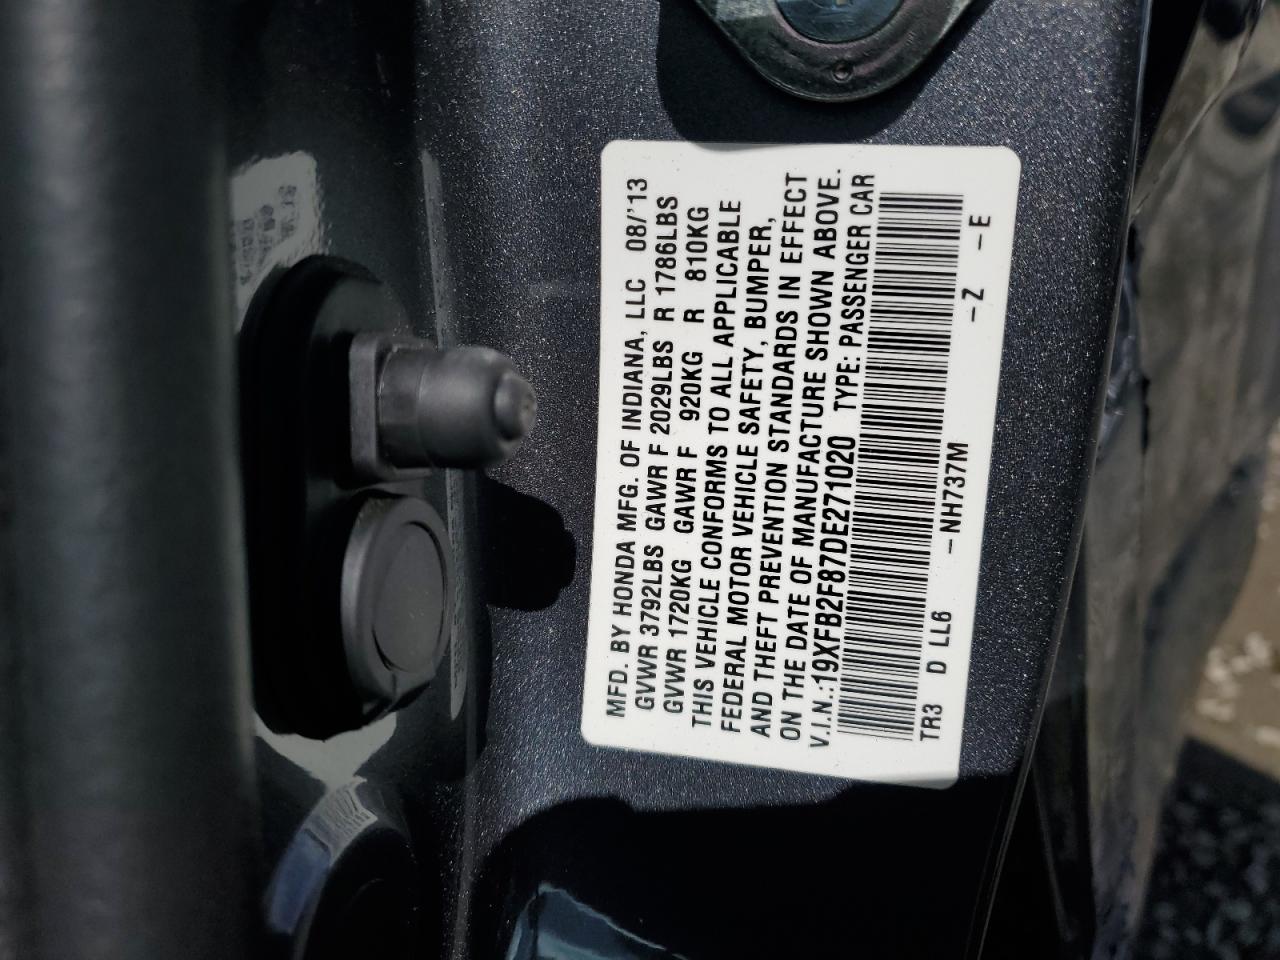 MFD. BY HONDA MFG. OF INDIANA, LLC 08/'13
GVWR 3792LBS GAWR F 2029LBS R 1786LBS
GVWR 1720KG GAWR F 920KG R 810KG
THIS VEHICLE CONFORMS TO ALL APPLICABLE
FEDERAL MOTOR VEHICLE SAFETY, BUMPER,
AND THEFT PREVENTION STANDARDS IN EFFECT
ON THE DATE OF MANUFACTURE SHOWN ABOVE.
V.I.N.:19XFB2F87DE271020 TYPE: PASSENGER CAR
TR3 D LL6 -NH737M -Z -E